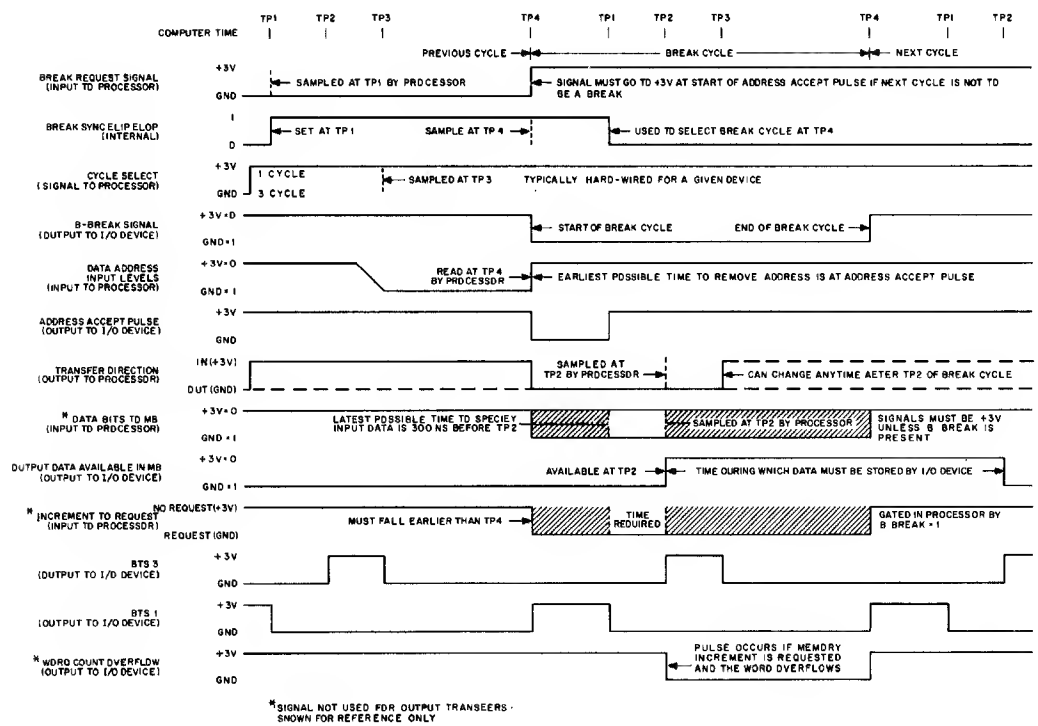 TP1 TP2 TP3 TP4 TP1 TP2 TP3 TP4 TP1 TP2
COMPUTER TIME
PREVIOUS CYCLE BREAK CYCLE NEXT CYCLE
BREAK REQUEST SIGNAL
(INPUT TO PROCESSOR)
+3V
GND
SAMPLED AT TP1 BY PROCESSOR
SIGNAL MUST GO TO +3V AT START OF ADDRESS ACCEPT PULSE IF NEXT CYCLE IS NOT TO
BE A BREAK
BREAK SYNC FLIP FLOP
(INTERNAL)
1
0
SET AT TP1
SAMPLE AT TP4
USED TO SELECT BREAK CYCLE AT TP4
CYCLE SELECT
(SIGNAL TO PROCESSOR)
+3V
GND
1 CYCLE
3 CYCLE
SAMPLED AT TP3
TYPICALLY HARD-WIRED FOR A GIVEN DEVICE
B-BREAK SIGNAL
(OUTPUT TO I/O DEVICE)
+3V=0
GND=1
START OF BREAK CYCLE
END OF BREAK CYCLE
DATA ADDRESS
INPUT LEVELS
(INPUT TO PROCESSOR)
+3V=0
GND=1
READ AT TP4
BY PROCESSOR
EARLIEST POSSIBLE TIME TO REMOVE ADDRESS IS AT ADDRESS ACCEPT PULSE
ADDRESS ACCEPT PULSE
(OUTPUT TO I/O DEVICE)
+3V
GND
TRANSFER DIRECTION
(OUTPUT TO PROCESSOR)
IN(+3V)
OUT(GND)
SAMPLED AT
TP2 BY PROCESSOR
CAN CHANGE ANYTIME AFTER TP2 OF BREAK CYCLE
* DATA BITS TO MB
(INPUT TO PROCESSOR)
+3V=0
GND=1
LATEST POSSIBLE TIME TO SPECIFY
INPUT DATA IS 300 NS BEFORE TP2
SAMPLED AT TP2 BY PROCESSOR
SIGNALS MUST BE +3V
UNLESS B BREAK IS
PRESENT
OUTPUT DATA AVAILABLE IN MB
(OUTPUT TO I/O DEVICE)
+3V=0
GND=1
AVAILABLE AT TP2
TIME DURING WHICH DATA MUST BE STORED BY I/O DEVICE
* INCREMENT TO REQUEST
(INPUT TO PROCESSOR)
NO REQUEST(+3V)
REQUEST(GND)
MUST FALL EARLIER THAN TP4
TIME
REQUIRED
GATED IN PROCESSOR BY
B BREAK=1
BTS 3
(OUTPUT TO I/O DEVICE)
+3V
GND
BTS 1
(OUTPUT TO I/O DEVICE)
+3V
GND
* WORD COUNT OVERFLOW
(OUTPUT TO I/O DEVICE)
+3V
GND
PULSE OCCURS IF MEMORY
INCREMENT IS REQUESTED
AND THE WORD OVERFLOWS
*SIGNAL NOT USED FOR OUTPUT TRANSFERS-
SHOWN FOR REFERENCE ONLY